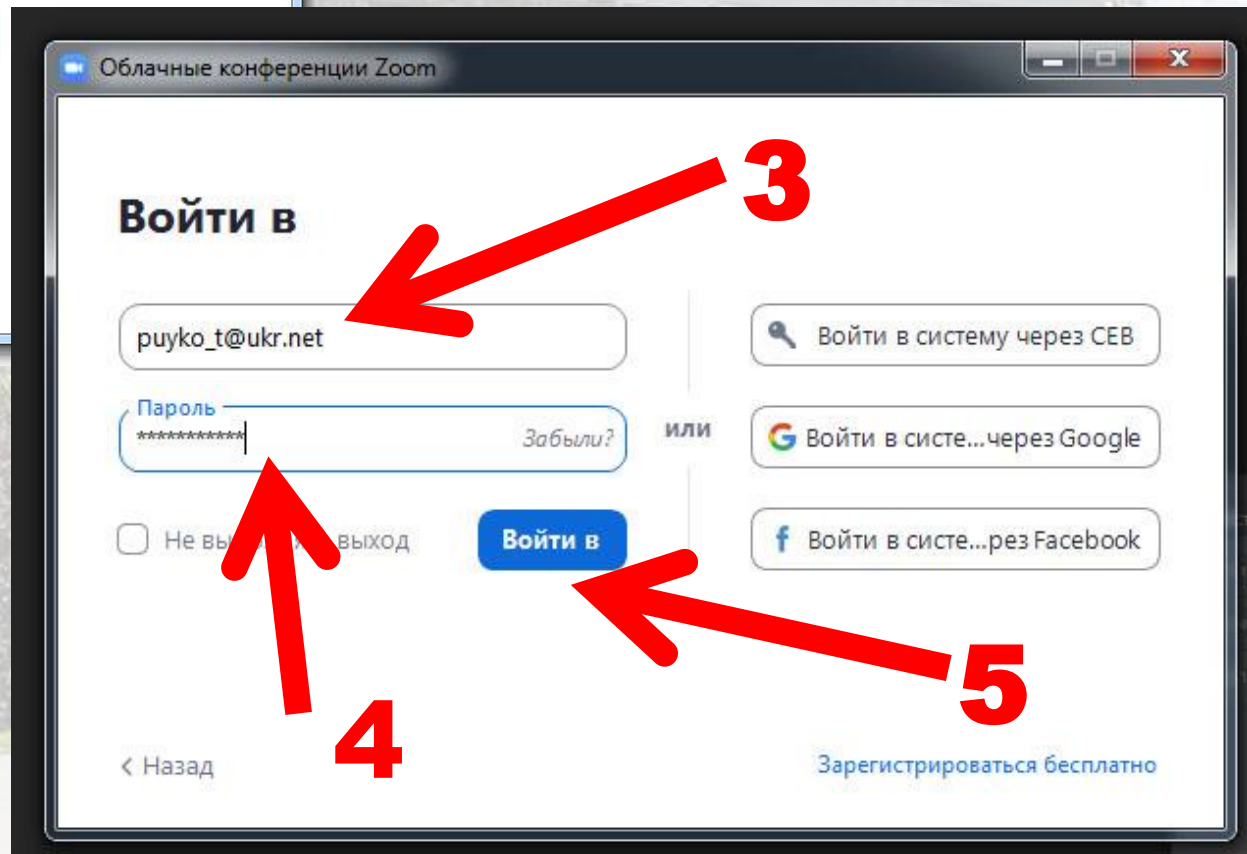 Облачные конференции Zoom
3
Войти в
puyko_t@ukr.net
Войти в систему через СЕВ
Пароль
***********
Забыли?
или
Войти в систе...через Google
Не выход
Войти в
Войти в систе...рез Facebook
5
4
< Назад
Зарегистрироваться бесплатно